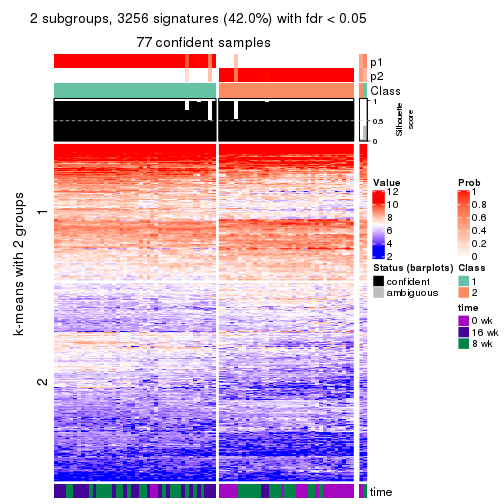 2 subgroups, 3256 signatures (42.0%) with fdr < 0.05
77 confident samples
p1
p2
Class
1
0.5
0
Silhouette
score
k-means with 2 groups
1
2
Value
12
10
8
6
4
2
Prob
1
0.8
0.6
0.4
0.2
0
Status (barplots)
confident
ambiguous
Class
1
2
time
0 wk
16 wk
8 wk
time